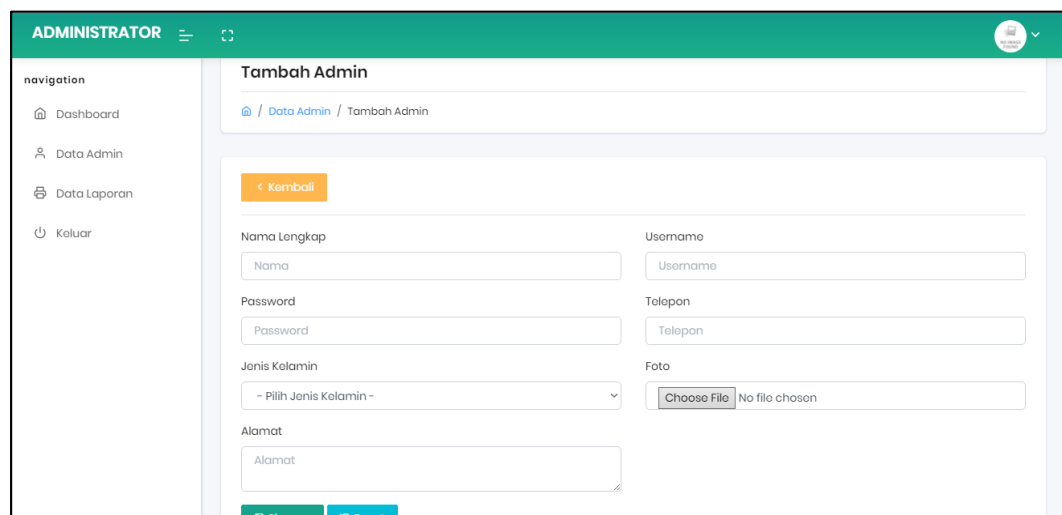 ADMINISTRATOR
navigation
Dashboard
Data Admin
Data Laporan
Keluar
Tambah Admin
/ Data Admin / Tambah Admin
< Kembali
Nama Lengkap
Nama
Username
Username
Password
Password
Telepon
Telepon
Jenis Kelamin
- Pilih Jenis Kelamin -
Foto
Choose File No file chosen
Alamat
Alamat